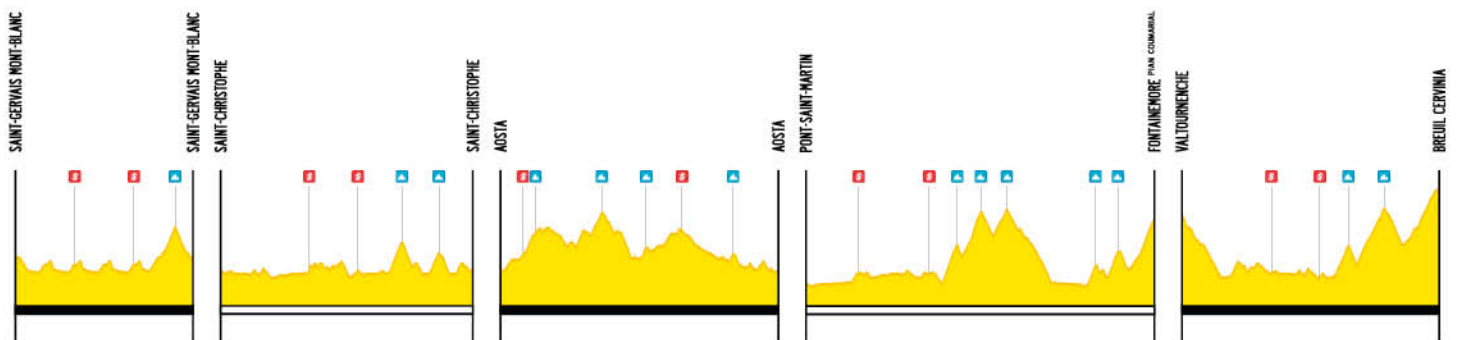 SAINT-GERVAIS MONT-BLANC
SAINT-GERVAIS MONT-BLANC
SAINT-CHRISTOPHE
SAINT-CHRISTOPHE
AOSTA
AOSTA
PONT-SAINT-MARTIN
FONTAINEMORE PIAN COUMARIAL
VALTOURNENCHE
BREUIL CERVINIA
S
S
S
S
S
S
S
S
S
S